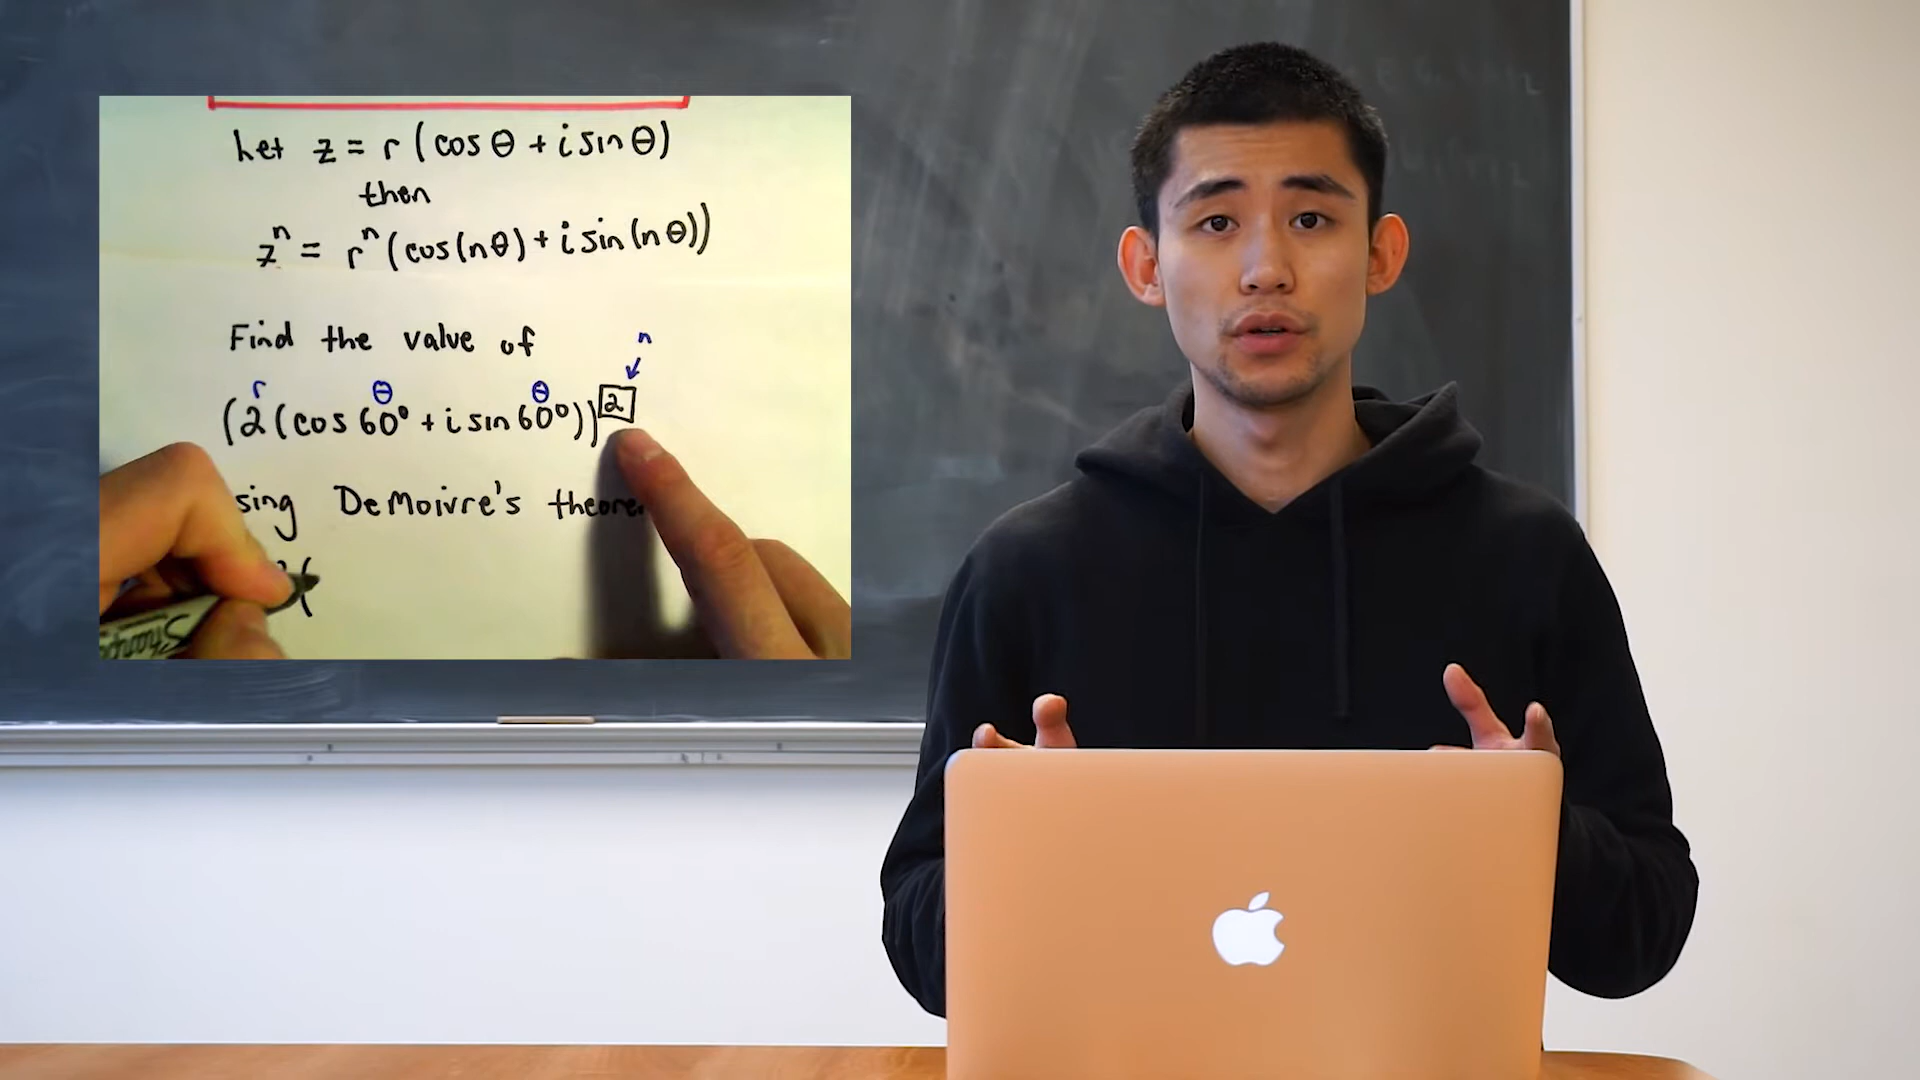 Let z = r (cos θ + i sin θ)
then
zⁿ = rⁿ (cos(nθ) + i sin(nθ))
Find the value of
n
r θ θ
(2 (cos 60° + i sin 60°))²
sing DeMoivre's theore
(
Sharpie